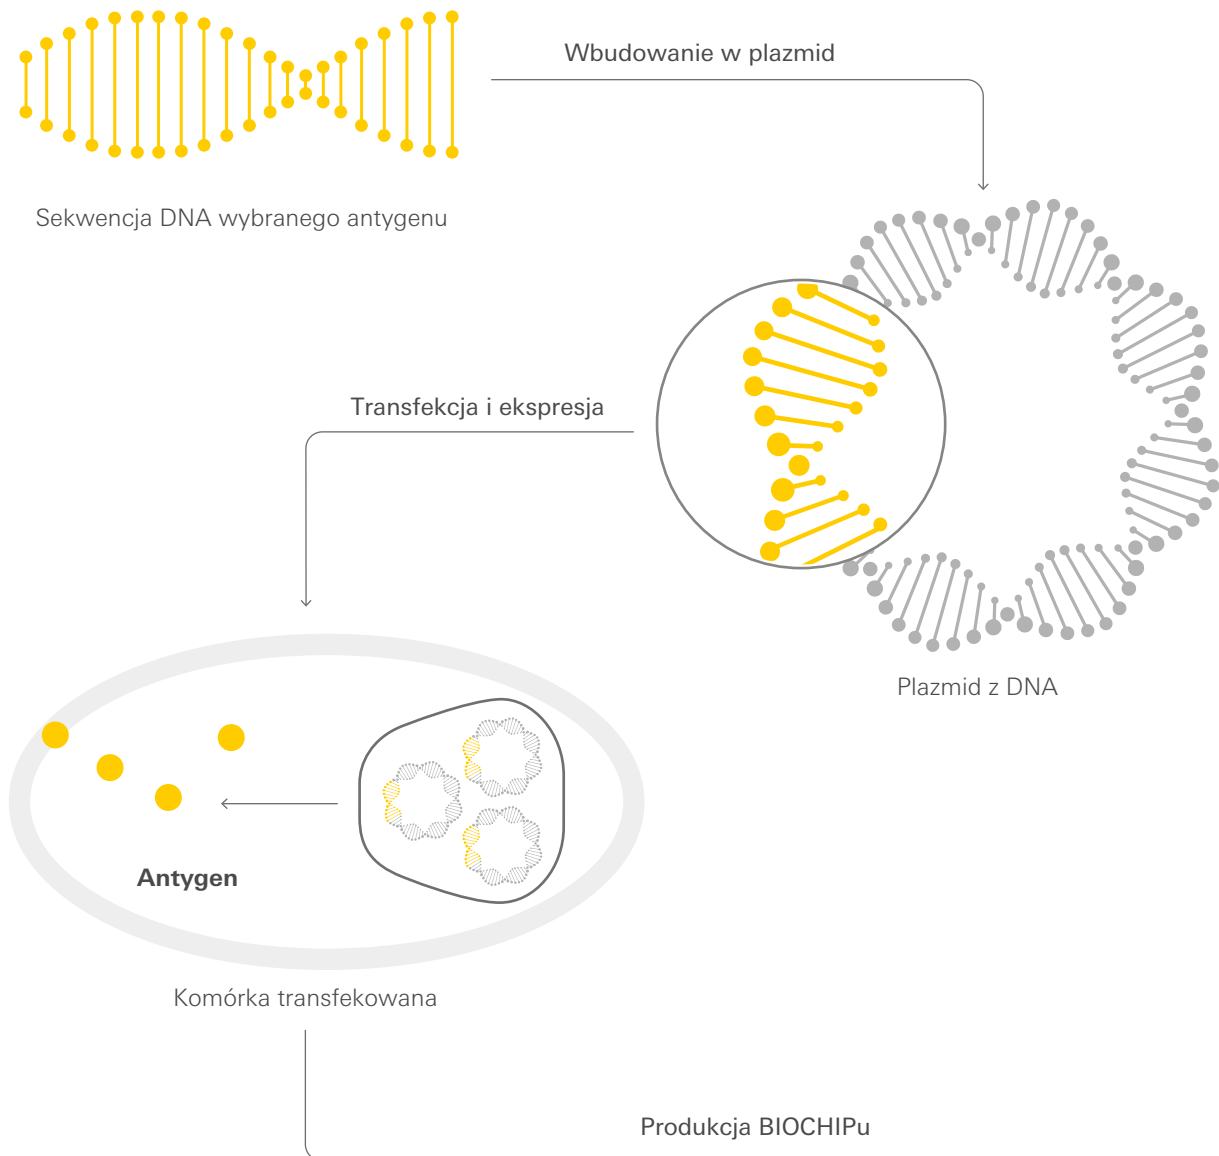 Wbudowanie w plazmid
Sekwencja DNA wybranego antygenu
Transfekcja i ekspresja
Plazmid z DNA
Antygen
Komórka transfekowana
Produkcja BIOCHIPu